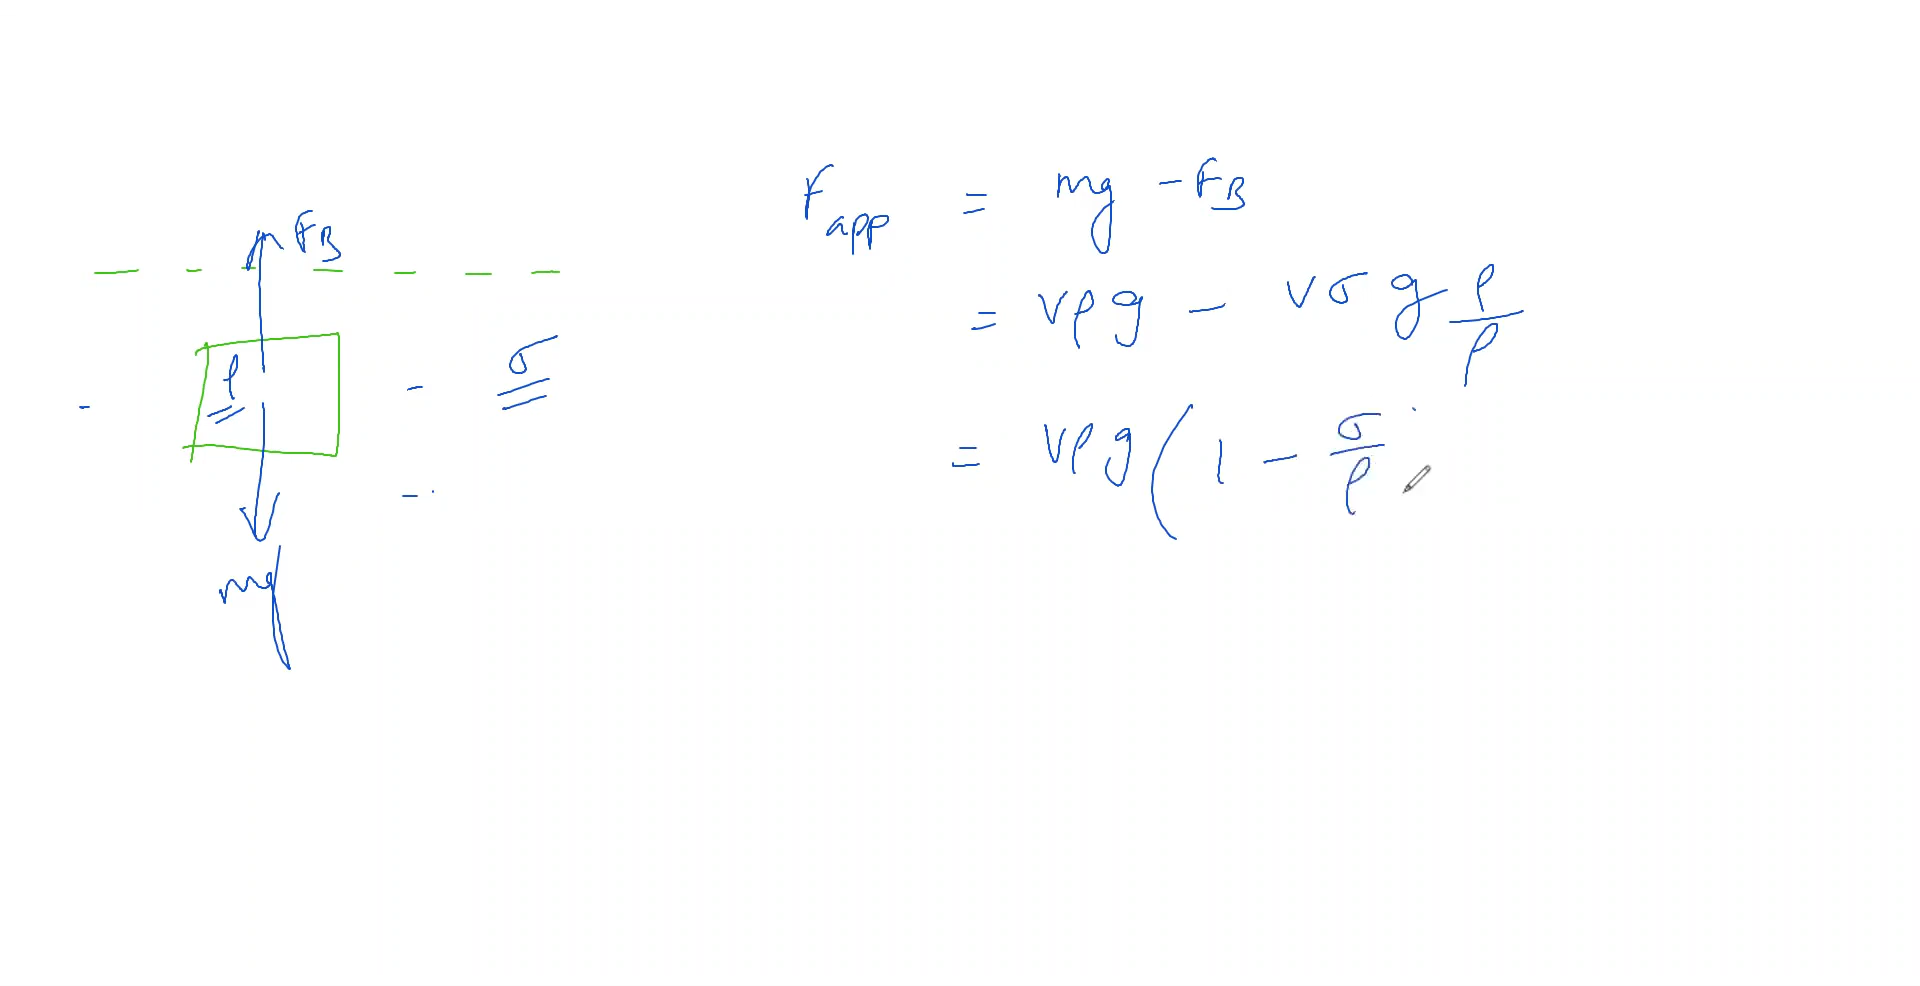 F_B
ρ
σ
mg
F_app = mg - F_B
= Vρg - Vσg ρ/ρ
= Vρg(1 - σ/ρ